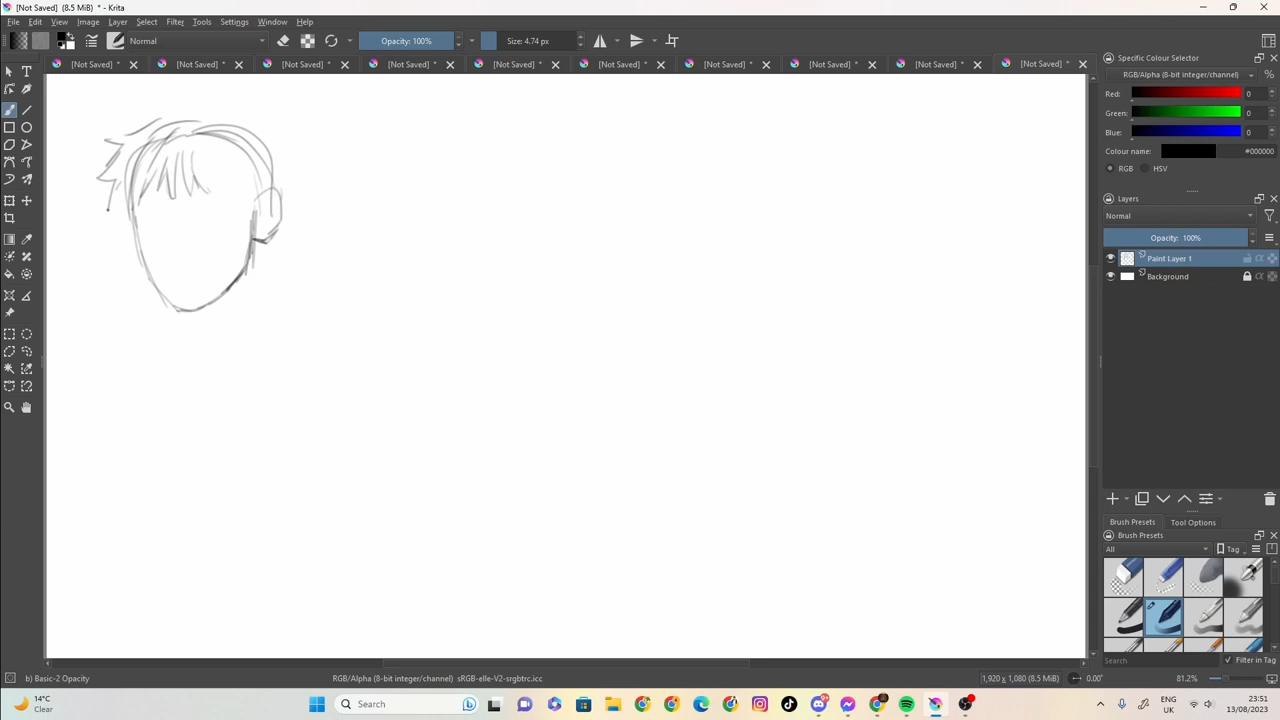 [Not Saved] (8.5 MiB) * - Krita
File Edit View Image Layer Select Filter Tools Settings Window Help
Normal Opacity: 100% Size: 4.74 px
[Not Saved] * [Not Saved] * [Not Saved] * [Not Saved] * [Not Saved] * [Not Saved] * [Not Saved] * [Not Saved] * [Not Saved] * [Not Saved] *
Specific Colour Selector
RGB/Alpha (8-bit integer/channel) %
Red: 0
Green: 0
Blue: 0
Colour name: #000000
RGB HSV
Layers
Normal
Opacity: 100%
Paint Layer 1
Background
Brush Presets Tool Options
Brush Presets
All Tag
Search Filter in Tag
b) Basic-2 Opacity RGB/Alpha (8-bit integer/channel) sRGB-elle-V2-srgbtrc.icc 1,920 x 1,080 (8.5 MiB) 0.00° 81.2%
14°C
Clear
Search
ENG
UK
23:51
13/08/2023